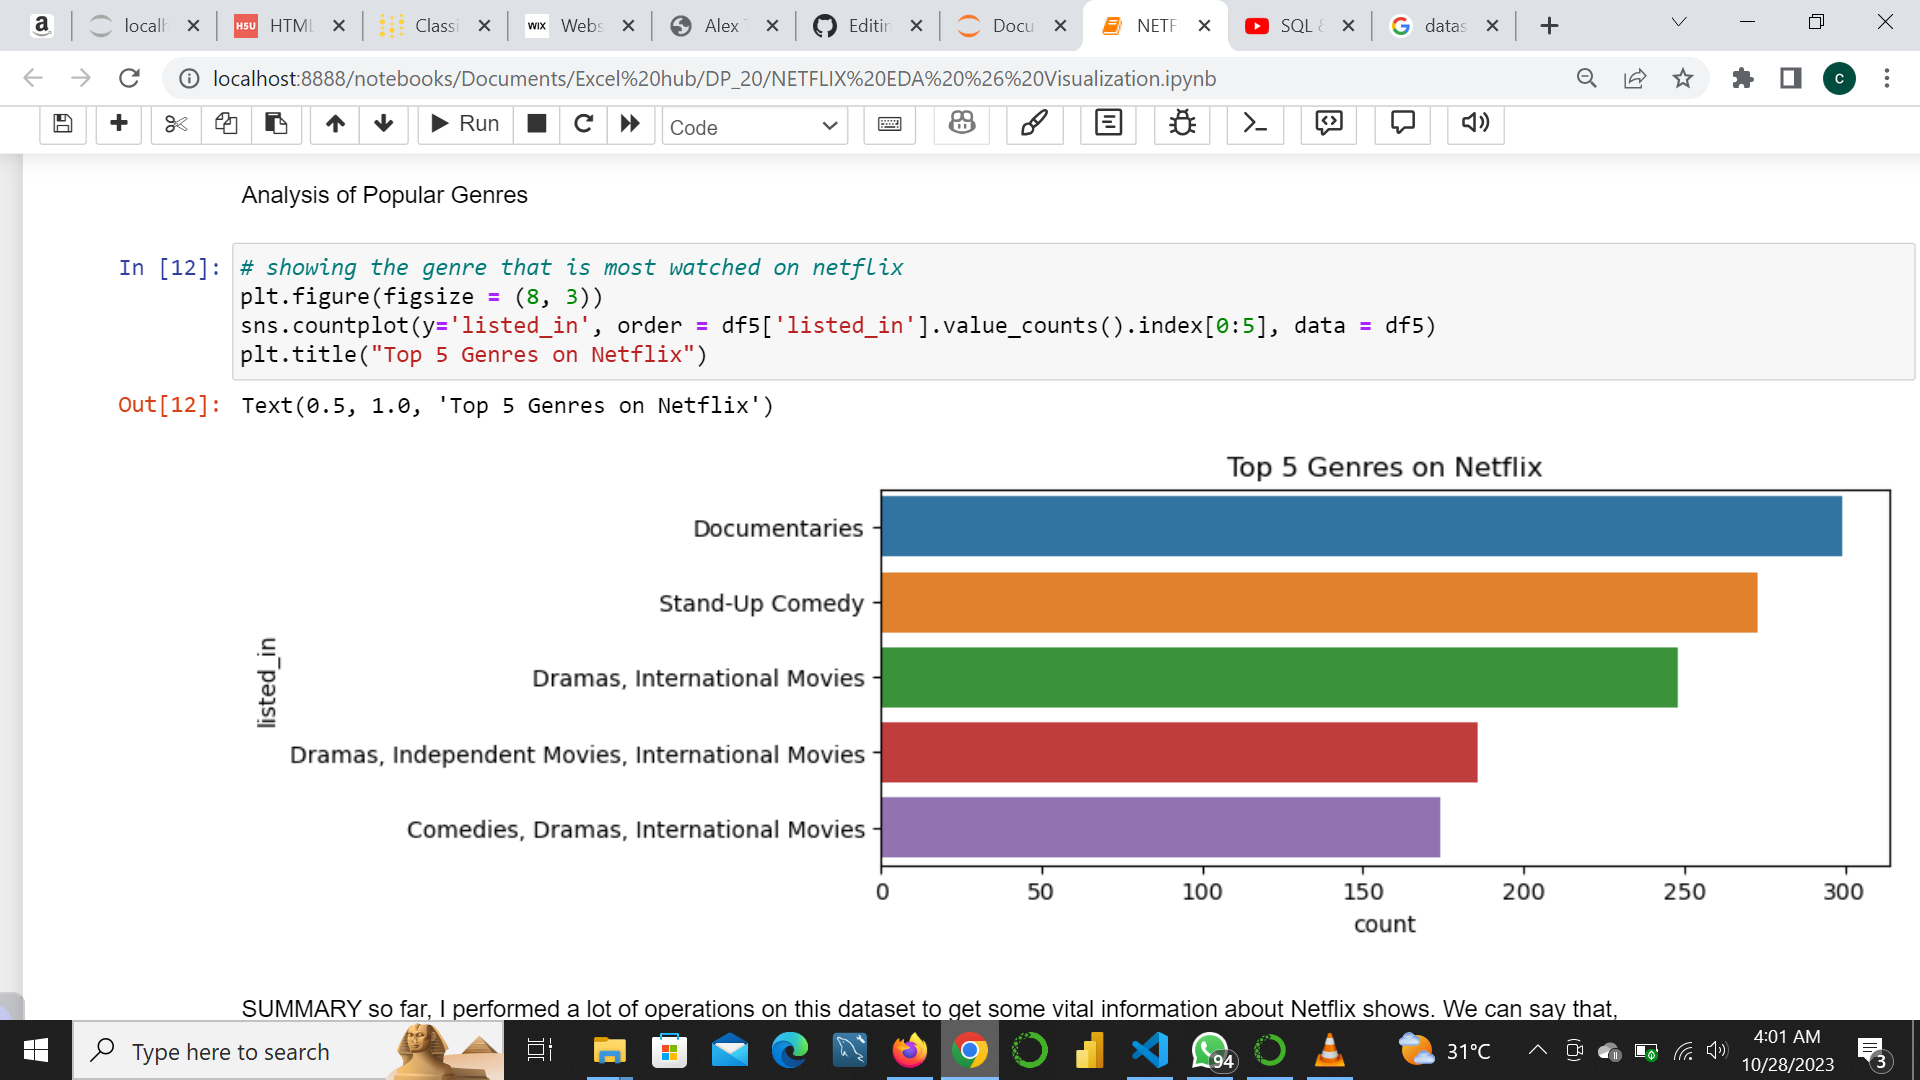 localh
HTML
Classi
WIX
Webs
Alex
Editin
Docu
NETF
SQL
datas
localhost:8888/notebooks/Documents/Excel%20hub/DP_20/NETFLIX%20EDA%20%26%20Visualization.ipynb
C
Run
Code
Analysis of Popular Genres
In [12]:
# showing the genre that is most watched on netflix
plt.figure(figsize = (8, 3))
sns.countplot(y='listed_in', order = df5['listed_in'].value_counts().index[0:5], data = df5)
plt.title("Top 5 Genres on Netflix")
Out[12]: Text(0.5, 1.0, 'Top 5 Genres on Netflix')
Top 5 Genres on Netflix
Documentaries
Stand-Up Comedy
Dramas, International Movies
Dramas, Independent Movies, International Movies
Comedies, Dramas, International Movies
listed_in
0 50 100 150 200 250 300
count
SUMMARY so far, I performed a lot of operations on this dataset to get some vital information about Netflix shows. We can say that,
Type here to search
94
31°C
4:01 AM
10/28/2023
3